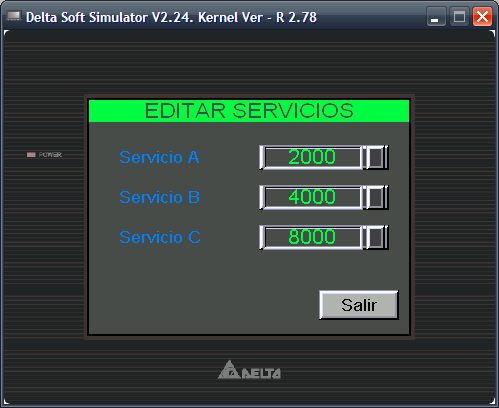 Delta Soft Simulator V2.24. Kernel Ver - R 2.78
EDITAR SERVICIOS
POWER
Servicio A 2000
Servicio B 4000
Servicio C 8000
Salir
DELTA